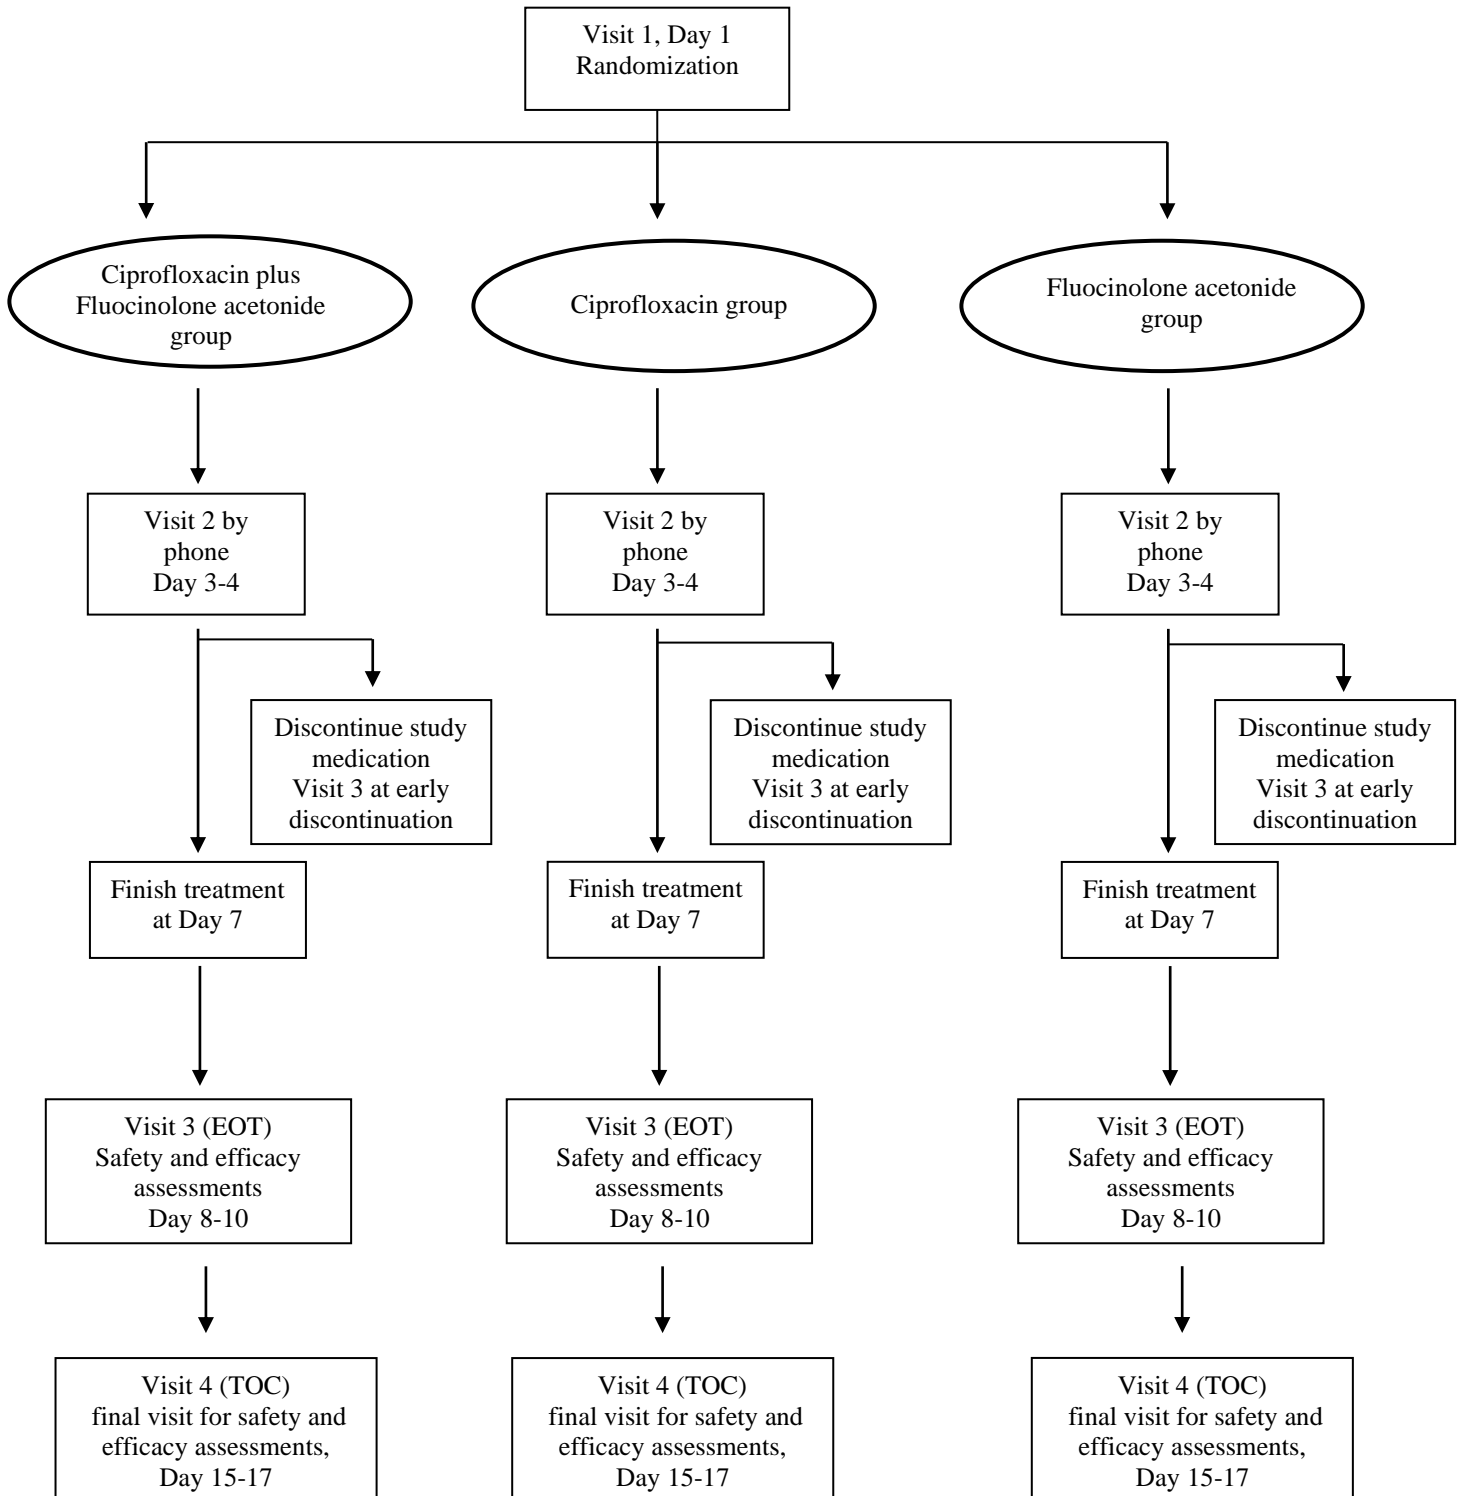 Visit 1, Day 1
Randomization
Ciprofloxacin plus
Fluocinolone acetonide
group
Ciprofloxacin group
Fluocinolone acetonide
group
Visit 2 by
phone
Day 3-4
Visit 2 by
phone
Day 3-4
Visit 2 by
phone
Day 3-4
Discontinue study
medication
Visit 3 at early
discontinuation
Discontinue study
medication
Visit 3 at early
discontinuation
Discontinue study
medication
Visit 3 at early
discontinuation
Finish treatment
at Day 7
Finish treatment
at Day 7
Finish treatment
at Day 7
Visit 3 (EOT)
Safety and efficacy
assessments
Day 8-10
Visit 3 (EOT)
Safety and efficacy
assessments
Day 8-10
Visit 3 (EOT)
Safety and efficacy
assessments
Day 8-10
Visit 4 (TOC)
final visit for safety and
efficacy assessments,
Day 15-17
Visit 4 (TOC)
final visit for safety and
efficacy assessments,
Day 15-17
Visit 4 (TOC)
final visit for safety and
efficacy assessments,
Day 15-17